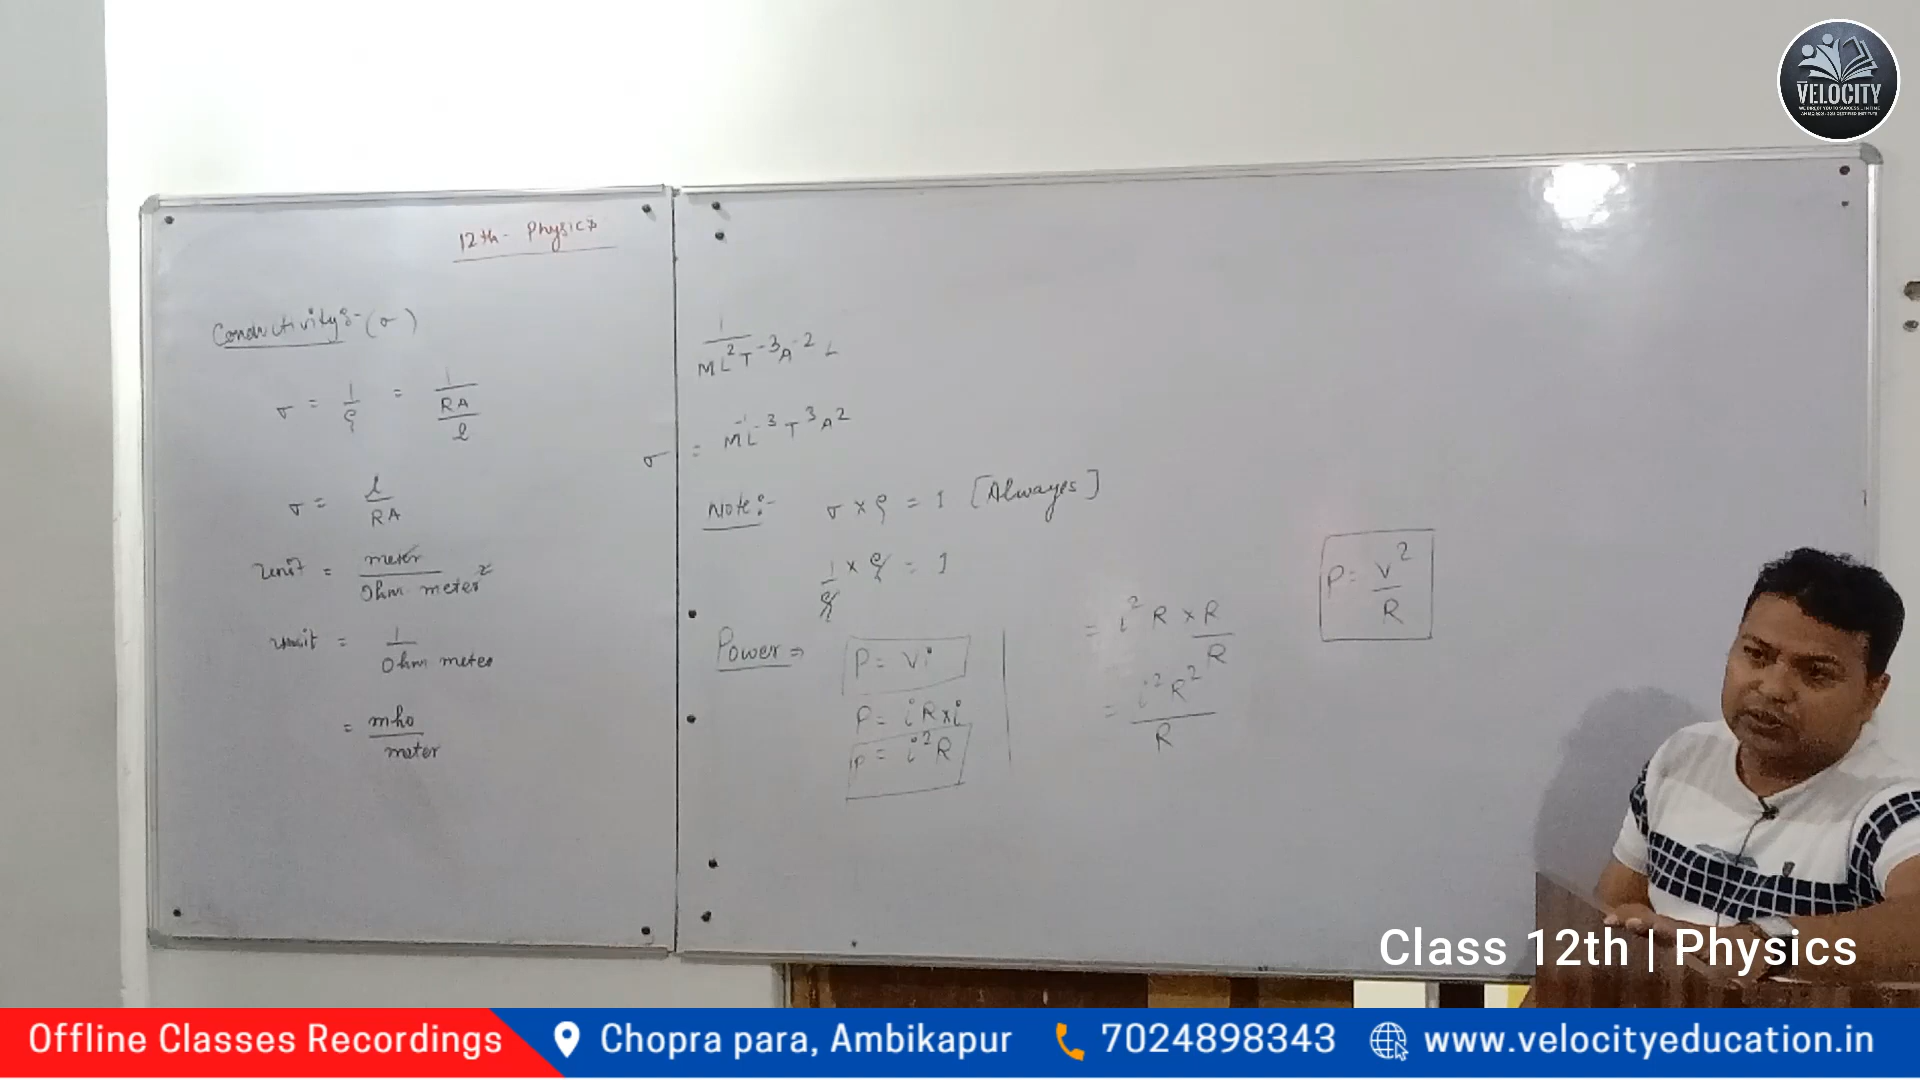 VELOCITY
12th - Physics
Conductivity:- (σ)
σ = 1/ρ = 1/(RA/l)
σ = l/RA
Unit = meter/Ohm meter²
Unit = 1/Ohm meter
= mho/meter
1/ML²T⁻³A⁻² L
σ = M⁻¹L⁻³T³A²
Note:- σ × ρ = 1 [Alwayes]
1/ρ × ρ = 1
Power ⇒ P = Vi
P = iR×i
P = i²R
= i²R × R/R
= i²R²/R
P = V²/R
Class 12th | Physics
Offline Classes Recordings
Chopra para, Ambikapur
7024898343
www.velocityeducation.in